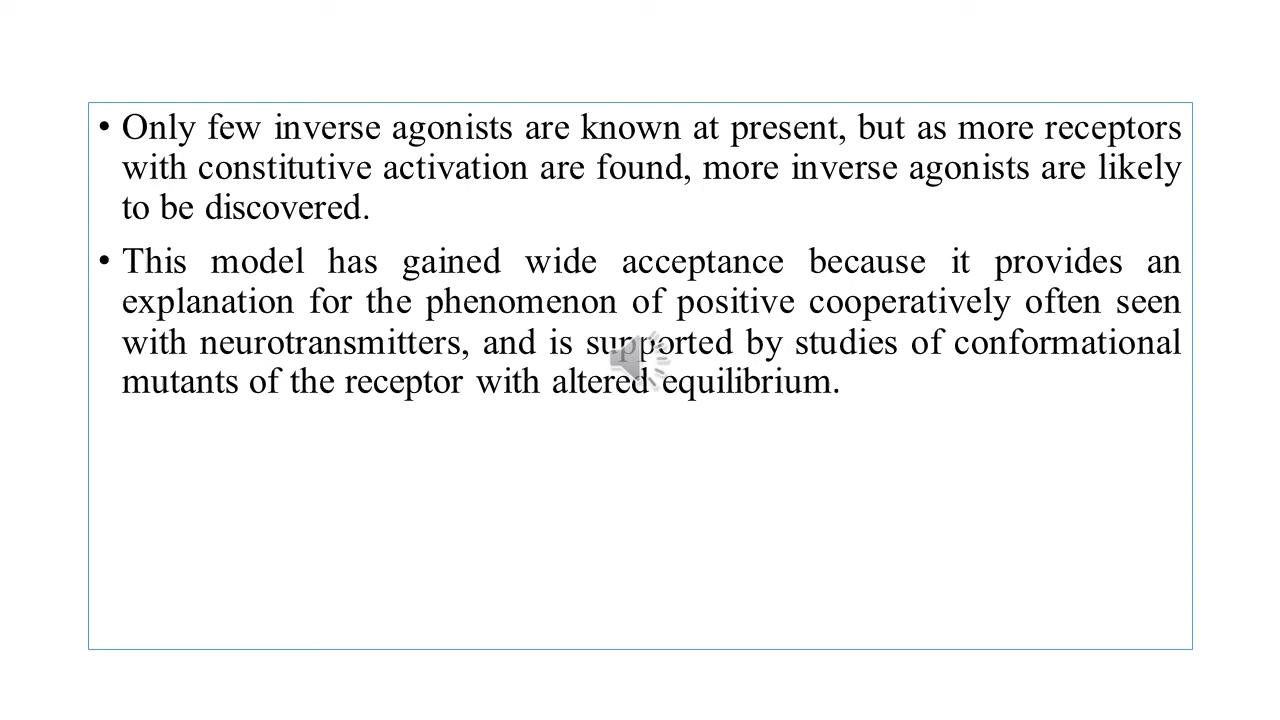 • Only few inverse agonists are known at present, but as more receptors
with constitutive activation are found, more inverse agonists are likely
to be discovered.
• This model has gained wide acceptance because it provides an
explanation for the phenomenon of positive cooperatively often seen
with neurotransmitters, and is supported by studies of conformational
mutants of the receptor with altered equilibrium.